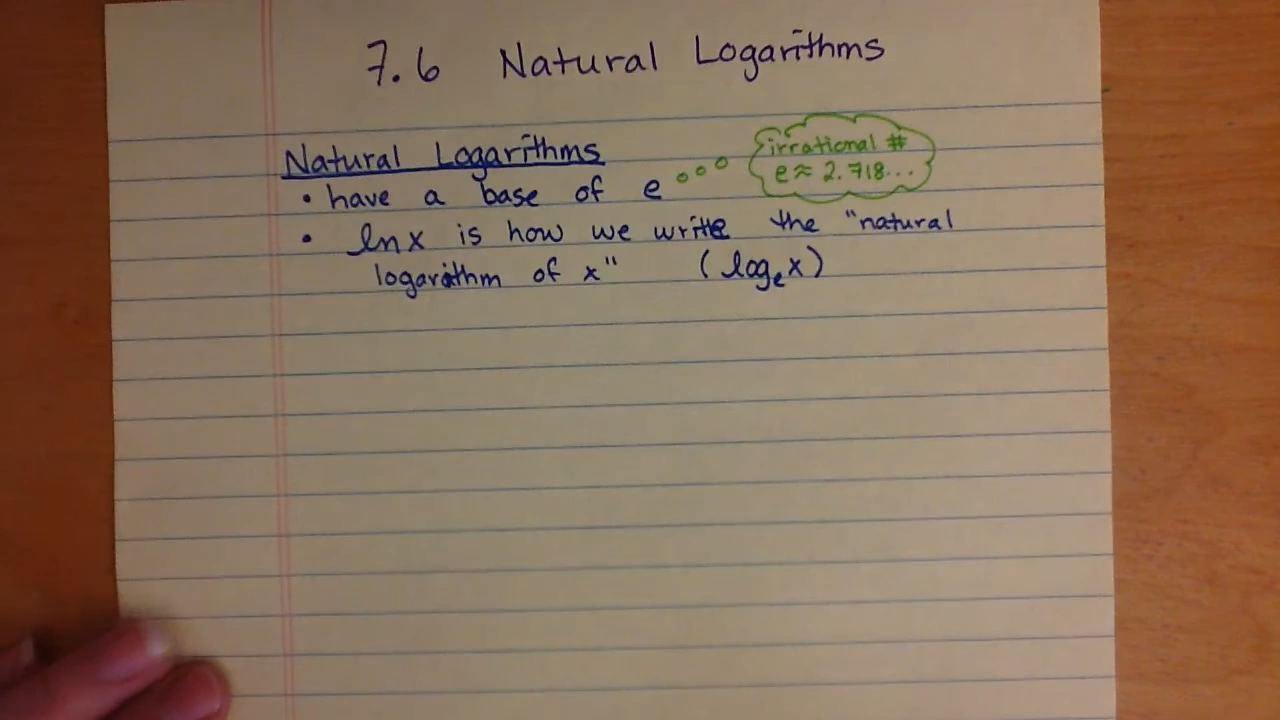 7.6 Natural Logarithms
Natural Logarithms
• have a base of e
irrational #
e ≈ 2.718...
• ln x is how we write the "natural
logarithm of x" (logₑx)